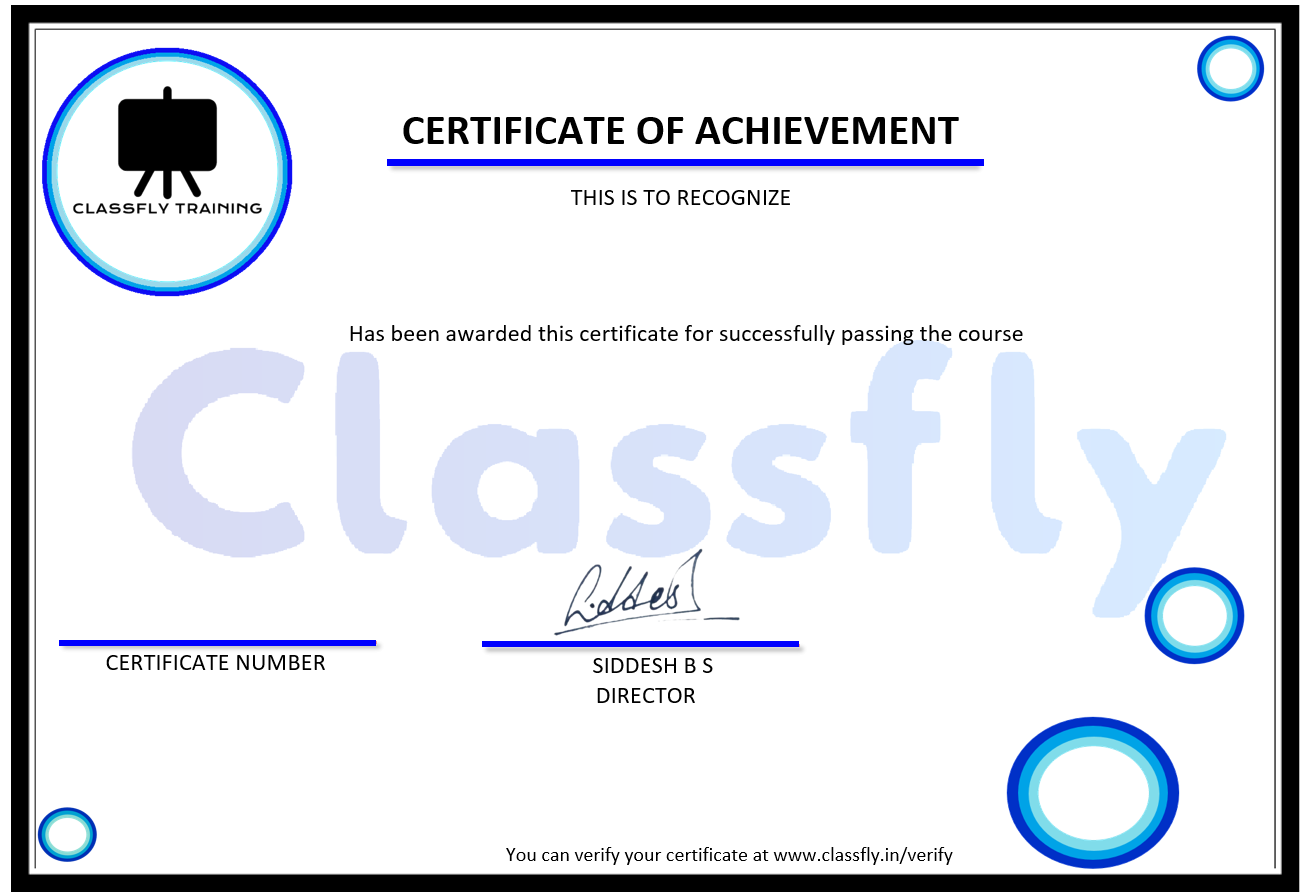 CLASSFLY TRAINING
CERTIFICATE OF ACHIEVEMENT
THIS IS TO RECOGNIZE
Has been awarded this certificate for successfully passing the course
Classfly
Siddesh
CERTIFICATE NUMBER
SIDDESH B S
DIRECTOR
You can verify your certificate at www.classfly.in/verify